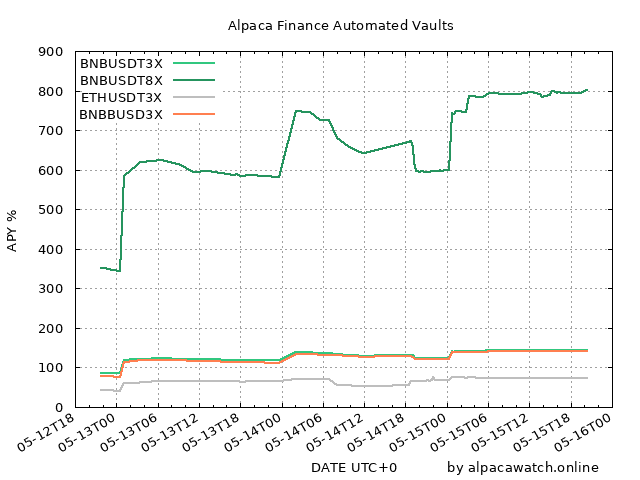 Alpaca Finance Automated Vaults
900
800
700
600
500
400
300
200
100
0
APY %
BNBUSDT3X
BNBUSDT8X
ETHUSDT3X
BNBBUSD3X
05-12T18
05-13T00
05-13T06
05-13T12
05-13T18
05-14T00
05-14T06
05-14T12
05-14T18
05-15T00
05-15T06
05-15T12
05-15T18
05-16T00
DATE UTC+0
by alpacawatch.online